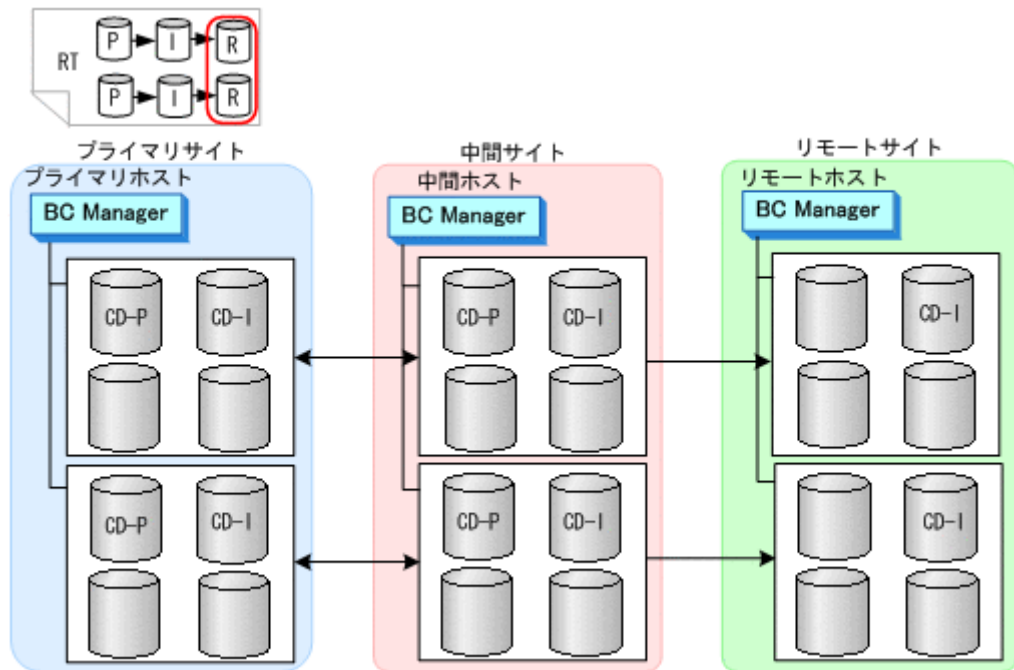 P I R
RT
P I R
プライマリサイト 中間サイト リモートサイト
プライマリホスト 中間ホスト リモートホスト
BC Manager BC Manager BC Manager
CD-P CD-I CD-P CD-I CD-I
CD-P CD-I CD-P CD-I CD-I